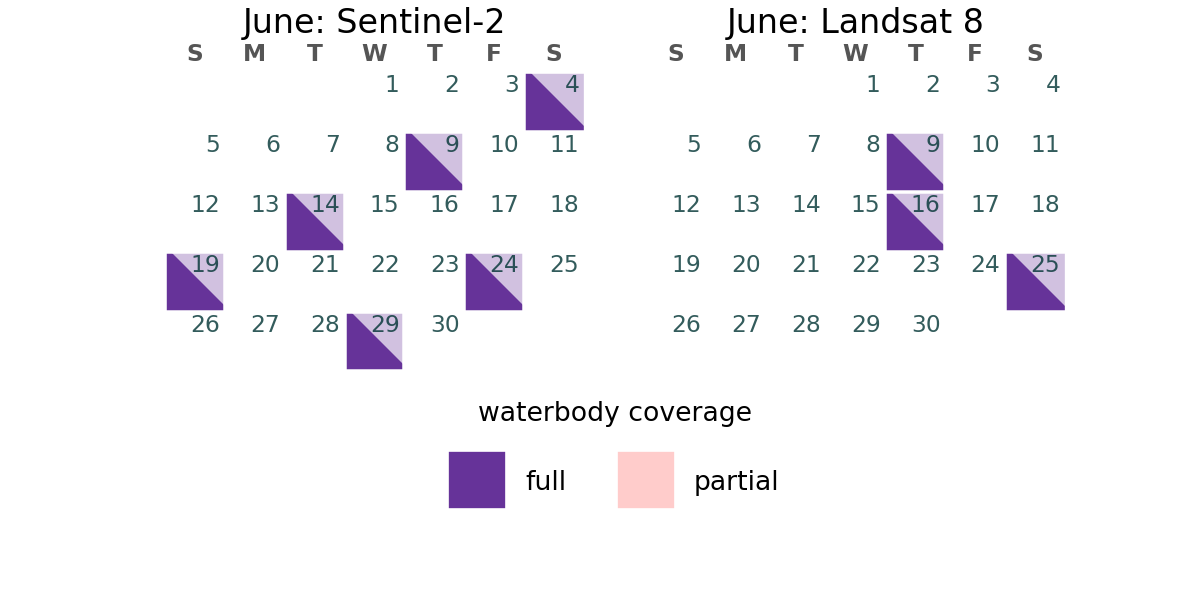 June: Sentinel-2
S M T W T F S
1 2 3 4
5 6 7 8 9 10 11
12 13 14 15 16 17 18
19 20 21 22 23 24 25
26 27 28 29 30
June: Landsat 8
S M T W T F S
1 2 3 4
5 6 7 8 9 10 11
12 13 14 15 16 17 18
19 20 21 22 23 24 25
26 27 28 29 30
waterbody coverage
full partial